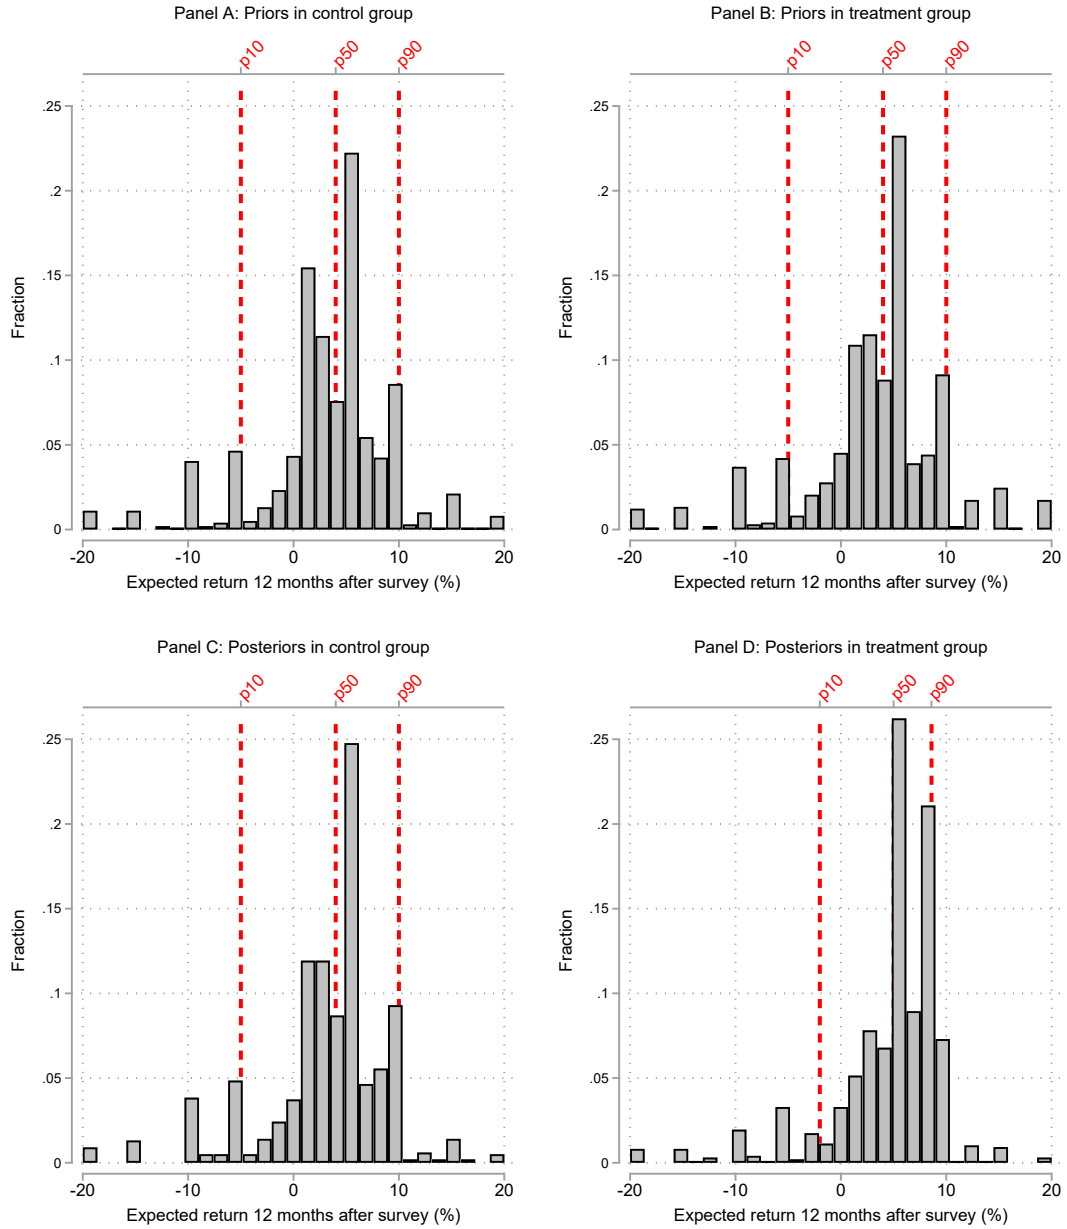 Panel A: Priors in control group
p10 p50 p90
.25
.2
.15
.1
.05
0
Fraction
-20 -10 0 10 20
Expected return 12 months after survey (%)
Panel B: Priors in treatment group
p10 p50 p90
.25
.2
.15
.1
.05
0
Fraction
-20 -10 0 10 20
Expected return 12 months after survey (%)
Panel C: Posteriors in control group
p10 p50 p90
.25
.2
.15
.1
.05
0
Fraction
-20 -10 0 10 20
Expected return 12 months after survey (%)
Panel D: Posteriors in treatment group
p10 p50 p90
.25
.2
.15
.1
.05
0
Fraction
-20 -10 0 10 20
Expected return 12 months after survey (%)